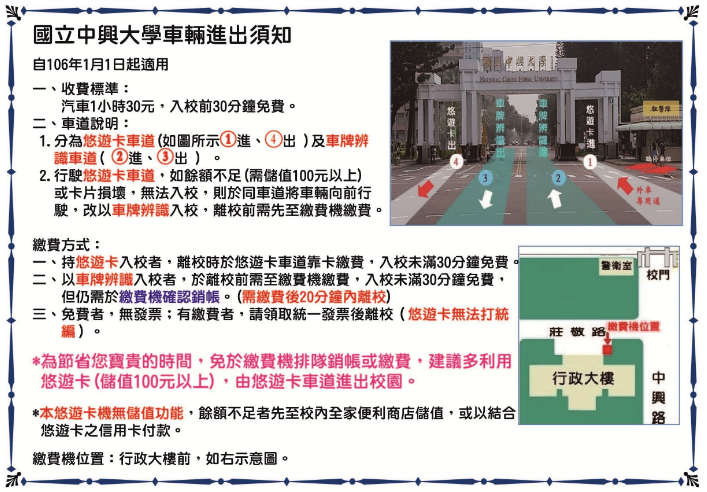 國立中興大學車輛進出須知
自106年1月1日起適用
一、收費標準：
汽車1小時30元，入校前30分鐘免費。
二、車道說明：
1. 分為悠遊卡車道(如圖所示①進、④出 )及車牌辨
識車道（ ②進、③出 ） 。
2. 行駛悠遊卡車道，如餘額不足(需儲值100元以上)
或卡片損壞，無法入校，則於同車道將車輛向前行
駛，改以車牌辨識入校，離校前需先至繳費機繳費。
國立中興大學
NATIONAL CHUNG HSING UNIVERSITY
悠遊卡出
車牌辨識出
車牌辨識進
悠遊卡進
駐警隊
臨停車位
④
③
②
①
外車
專用道
繳費方式：
一、持悠遊卡入校者，離校時於悠遊卡車道靠卡繳費，入校未滿30分鐘免費。
二、以車牌辨識入校者，於離校前需至繳費機繳費，入校未滿30分鐘免費，
但仍需於繳費機確認銷帳。(需繳費後20分鐘內離校)
三、免費者，無發票；有繳費者，請領取統一發票後離校（悠遊卡無法打統
編）。
*為節省您寶貴的時間，免於繳費機排隊銷帳或繳費，建議多利用
悠遊卡(儲值100元以上)，由悠遊卡車道進出校園。
*本悠遊卡機無儲值功能，餘額不足者先至校內全家便利商店儲值，或以結合
悠遊卡之信用卡付款。
繳費機位置：行政大樓前，如右示意圖。
警衛室
校門
繳費機位置
莊敬路
行政大樓
中興路